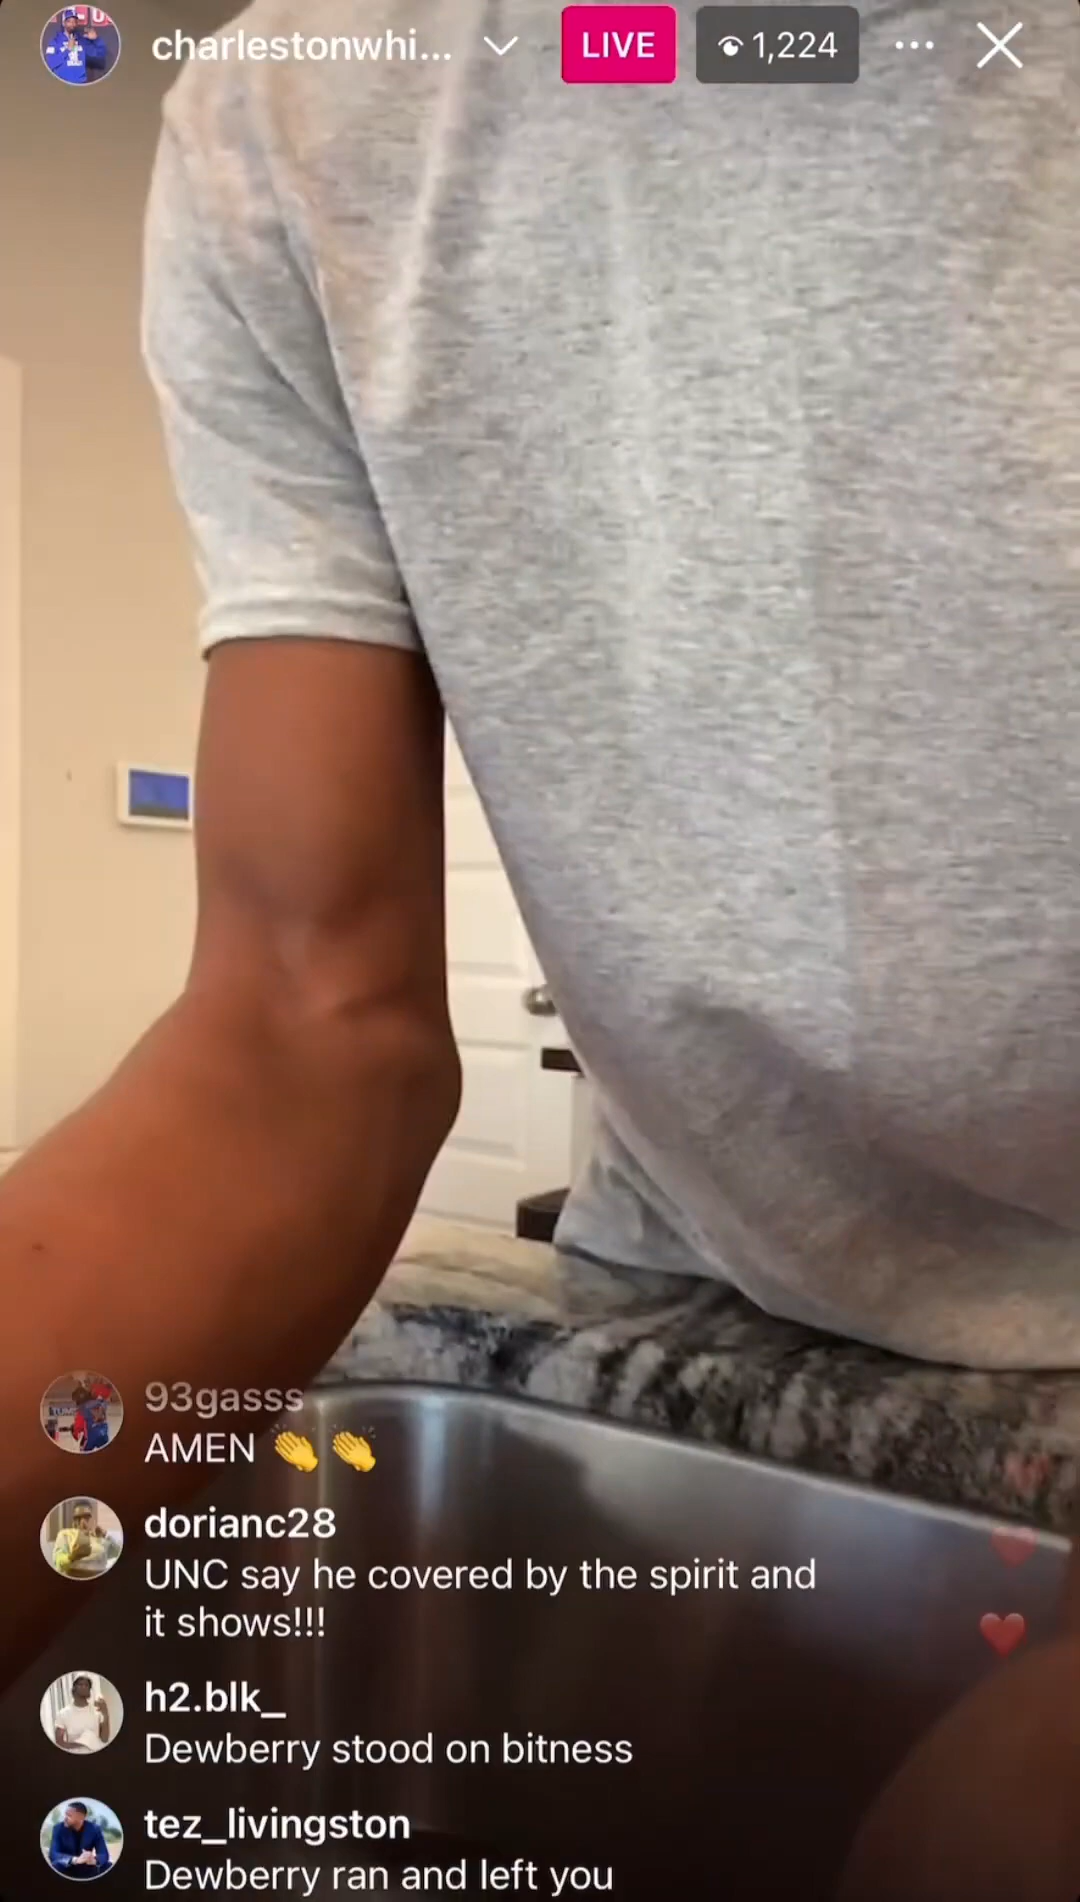 charlestonwhi...
LIVE
1,224
93gasss
AMEN 👏 👏
dorianc28
UNC say he covered by the spirit and
it shows!!!
h2.blk_
Dewberry stood on bitness
tez_livingston
Dewberry ran and left you